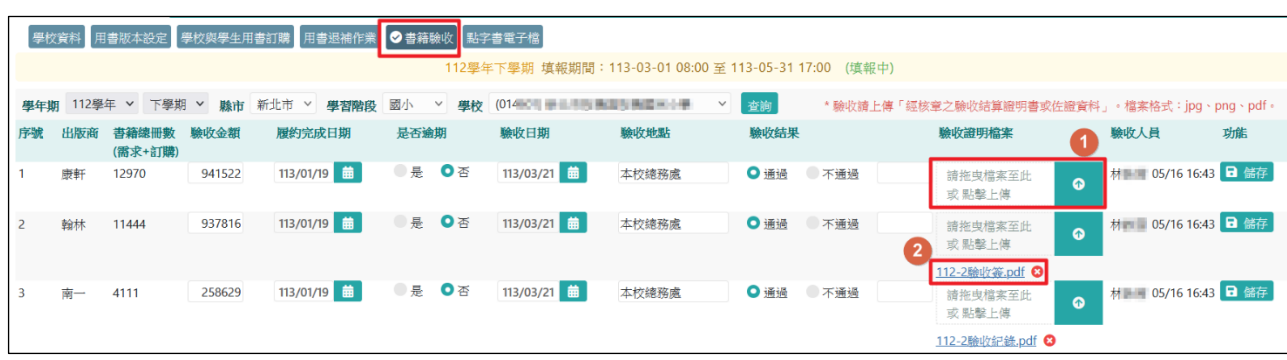 學校資料 用書版本設定 學校與學生用書訂購 用書退補作業 書籍驗收 點字書電子檔
112學年下學期 填報期間：113-03-01 08:00 至 113-05-31 17:00 (填報中)
學年期 112學年 下學期 縣市 新北市 學習階段 國小 學校 (014 查詢 * 驗收請上傳「經核章之驗收結算證明書或佐證資料」。檔案格式：jpg、png、pdf。
序號 出版商 書籍總冊數 驗收金額 履約完成日期 是否逾期 驗收日期 驗收地點 驗收結果 驗收證明檔案 驗收人員 功能
(需求+訂購)
1
1 康軒 12970 941522 113/01/19 是 否 113/03/21 本校總務處 通過 不通過 請拖曳檔案至此 林 05/16 16:43 儲存
或 點擊上傳
2 翰林 11444 937816 113/01/19 是 否 113/03/21 本校總務處 通過 不通過 請拖曳檔案至此 林 05/16 16:43 儲存
或 點擊上傳
2
112-2驗收簽.pdf
3 南一 4111 258629 113/01/19 是 否 113/03/21 本校總務處 通過 不通過 請拖曳檔案至此 林 05/16 16:43 儲存
或 點擊上傳
112-2驗收紀錄.pdf